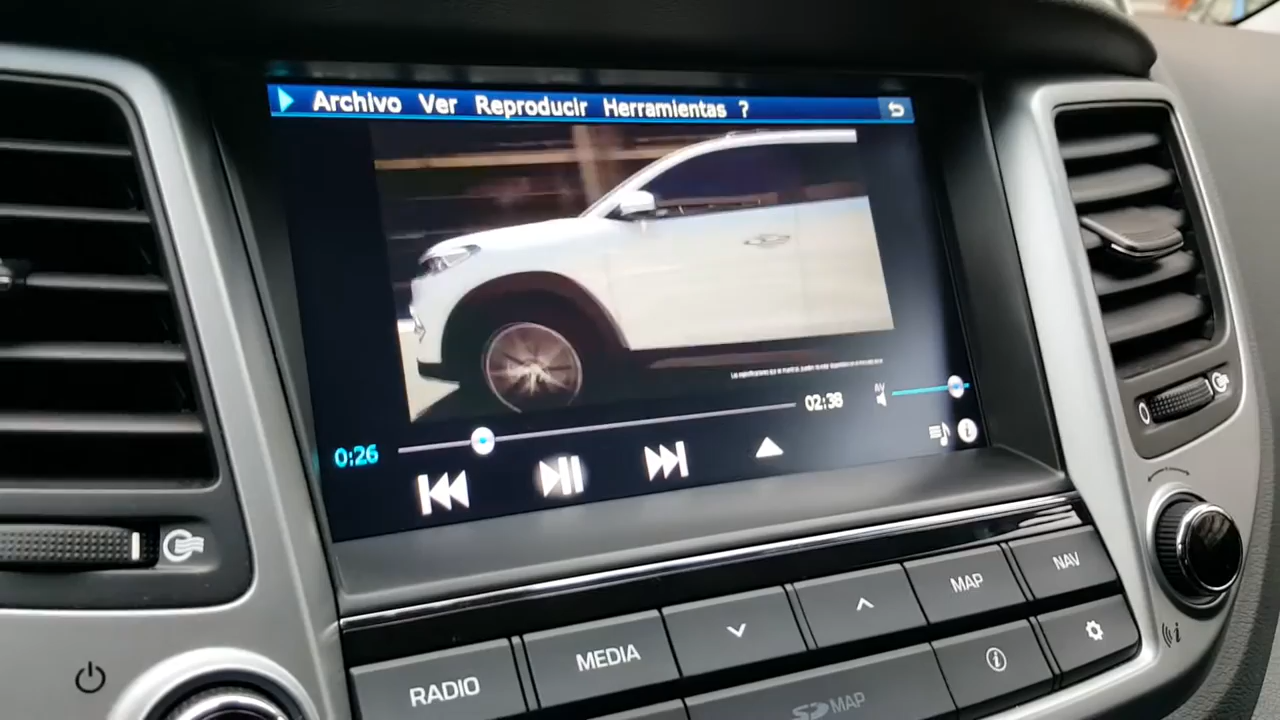 Archivo Ver Reproducir Herramientas ?
02:38
AV
0:26
RADIO
MEDIA
MAP
NAV
SD MAP